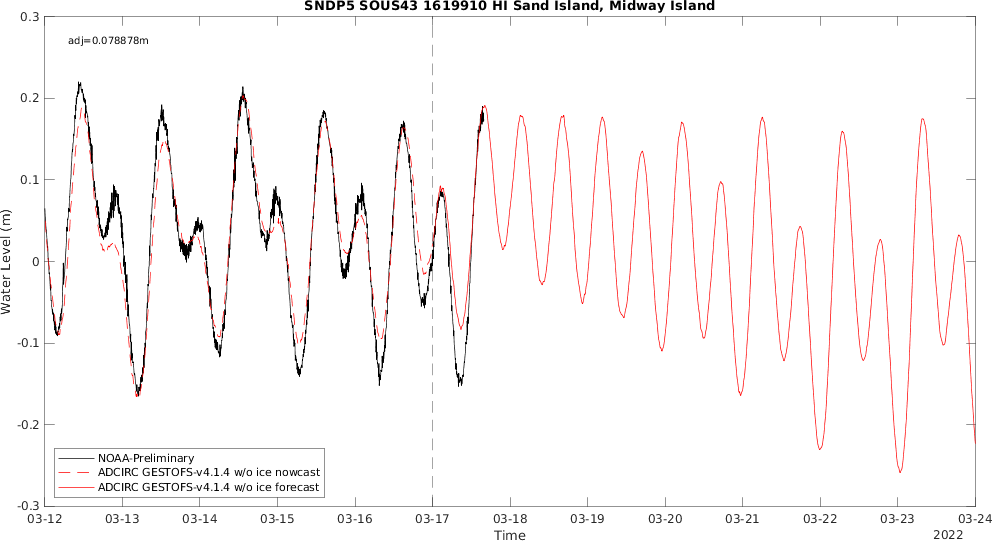 SNDP5 SOUS43 1619910 HI Sand Island, Midway Island
adj=0.078878m
Water Level (m)
0.3
0.2
0.1
0
-0.1
-0.2
-0.3
NOAA-Preliminary
ADCIRC GESTOFS-v4.1.4 w/o ice nowcast
ADCIRC GESTOFS-v4.1.4 w/o ice forecast
03-12 03-13 03-14 03-15 03-16 03-17 03-18 03-19 03-20 03-21 03-22 03-23 03-24
Time
2022